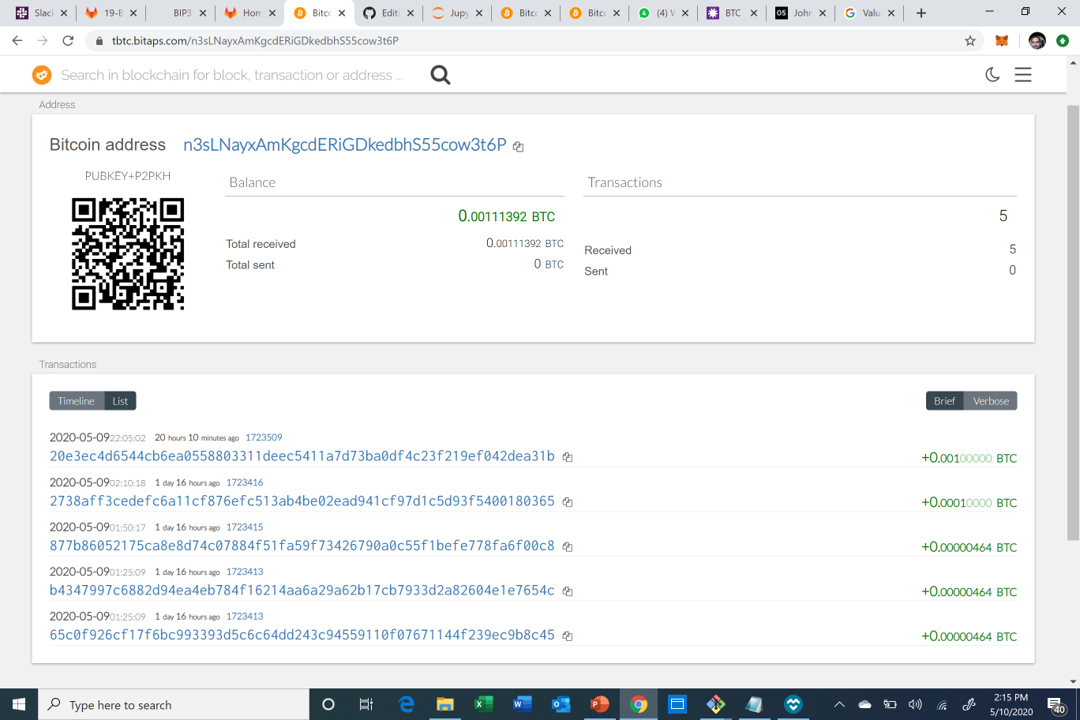 Slac
19-B
BIP3
Hom
Bitc
Editi
Jupy
Bitc
Bitc
(4) V
BTC
John
Valu
tbtc.bitaps.com/n3sLNayxAmKgcdERiGDkedbhS55cow3t6P
Search in blockchain for block, transaction or address ...
Address
Bitcoin address n3sLNayxAmKgcdERiGDkedbhS55cow3t6P
PUBKEY+P2PKH
Balance
0.00111392 BTC
Total received 0.00111392 BTC
Total sent 0 BTC
Transactions
5
Received 5
Sent 0
Transactions
Timeline List
Brief Verbose
2020-05-09 22:05:02 20 hours 10 minutes ago 1723509
20e3ec4d6544cb6ea0558803311deec5411a7d73ba0df4c23f219ef042dea31b +0.00100000 BTC
2020-05-09 02:10:18 1 day 16 hours ago 1723416
2738aff3cedefc6a11cf876efc513ab4be02ead941cf97d1c5d93f5400180365 +0.00010000 BTC
2020-05-09 01:50:17 1 day 16 hours ago 1723415
877b86052175ca8e8d74c07884f51fa59f73426790a0c55f1befe778fa6f00c8 +0.00000464 BTC
2020-05-09 01:25:09 1 day 16 hours ago 1723413
b4347997c6882d94ea4eb784f16214aa6a29a62b17cb7933d2a82604e1e7654c +0.00000464 BTC
2020-05-09 01:25:09 1 day 16 hours ago 1723413
65c0f926cf17f6bc993393d5c6c64dd243c94559110f07671144f239ec9b8c45 +0.00000464 BTC
Type here to search
2:15 PM
5/10/2020
40